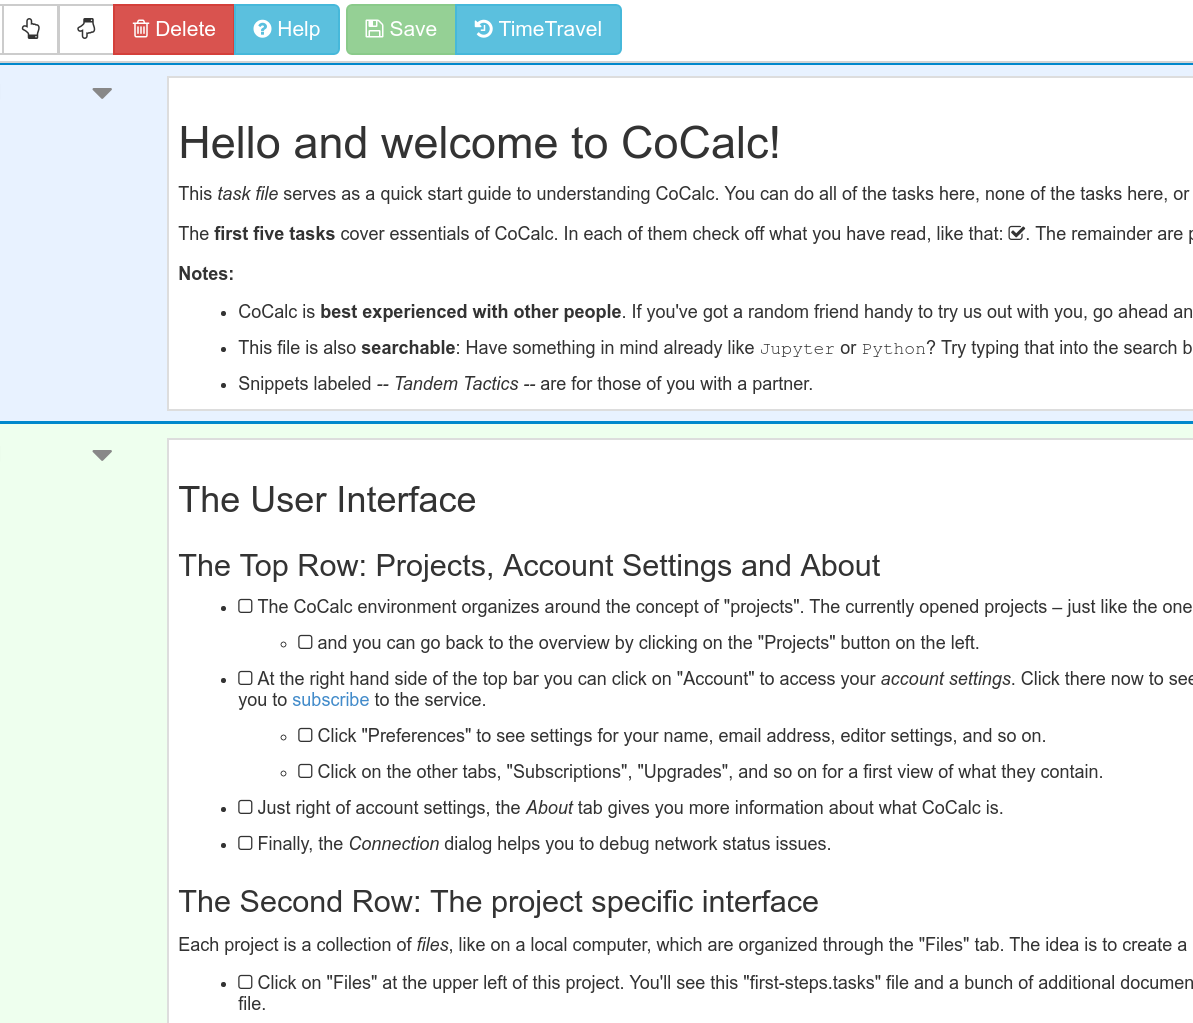 Delete Help Save TimeTravel
Hello and welcome to CoCalc!
This task file serves as a quick start guide to understanding CoCalc. You can do all of the tasks here, none of the tasks here, or
The first five tasks cover essentials of CoCalc. In each of them check off what you have read, like that: ☑. The remainder are
Notes:
• CoCalc is best experienced with other people. If you've got a random friend handy to try us out with you, go ahead an
• This file is also searchable: Have something in mind already like Jupyter or Python? Try typing that into the search b
• Snippets labeled -- Tandem Tactics -- are for those of you with a partner.
The User Interface
The Top Row: Projects, Account Settings and About
• ☐ The CoCalc environment organizes around the concept of "projects". The currently opened projects – just like the one
◦ ☐ and you can go back to the overview by clicking on the "Projects" button on the left.
• ☐ At the right hand side of the top bar you can click on "Account" to access your account settings. Click there now to see
you to subscribe to the service.
◦ ☐ Click "Preferences" to see settings for your name, email address, editor settings, and so on.
◦ ☐ Click on the other tabs, "Subscriptions", "Upgrades", and so on for a first view of what they contain.
• ☐ Just right of account settings, the About tab gives you more information about what CoCalc is.
• ☐ Finally, the Connection dialog helps you to debug network status issues.
The Second Row: The project specific interface
Each project is a collection of files, like on a local computer, which are organized through the "Files" tab. The idea is to create a
• ☐ Click on "Files" at the upper left of this project. You'll see this "first-steps.tasks" file and a bunch of additional documen
file.